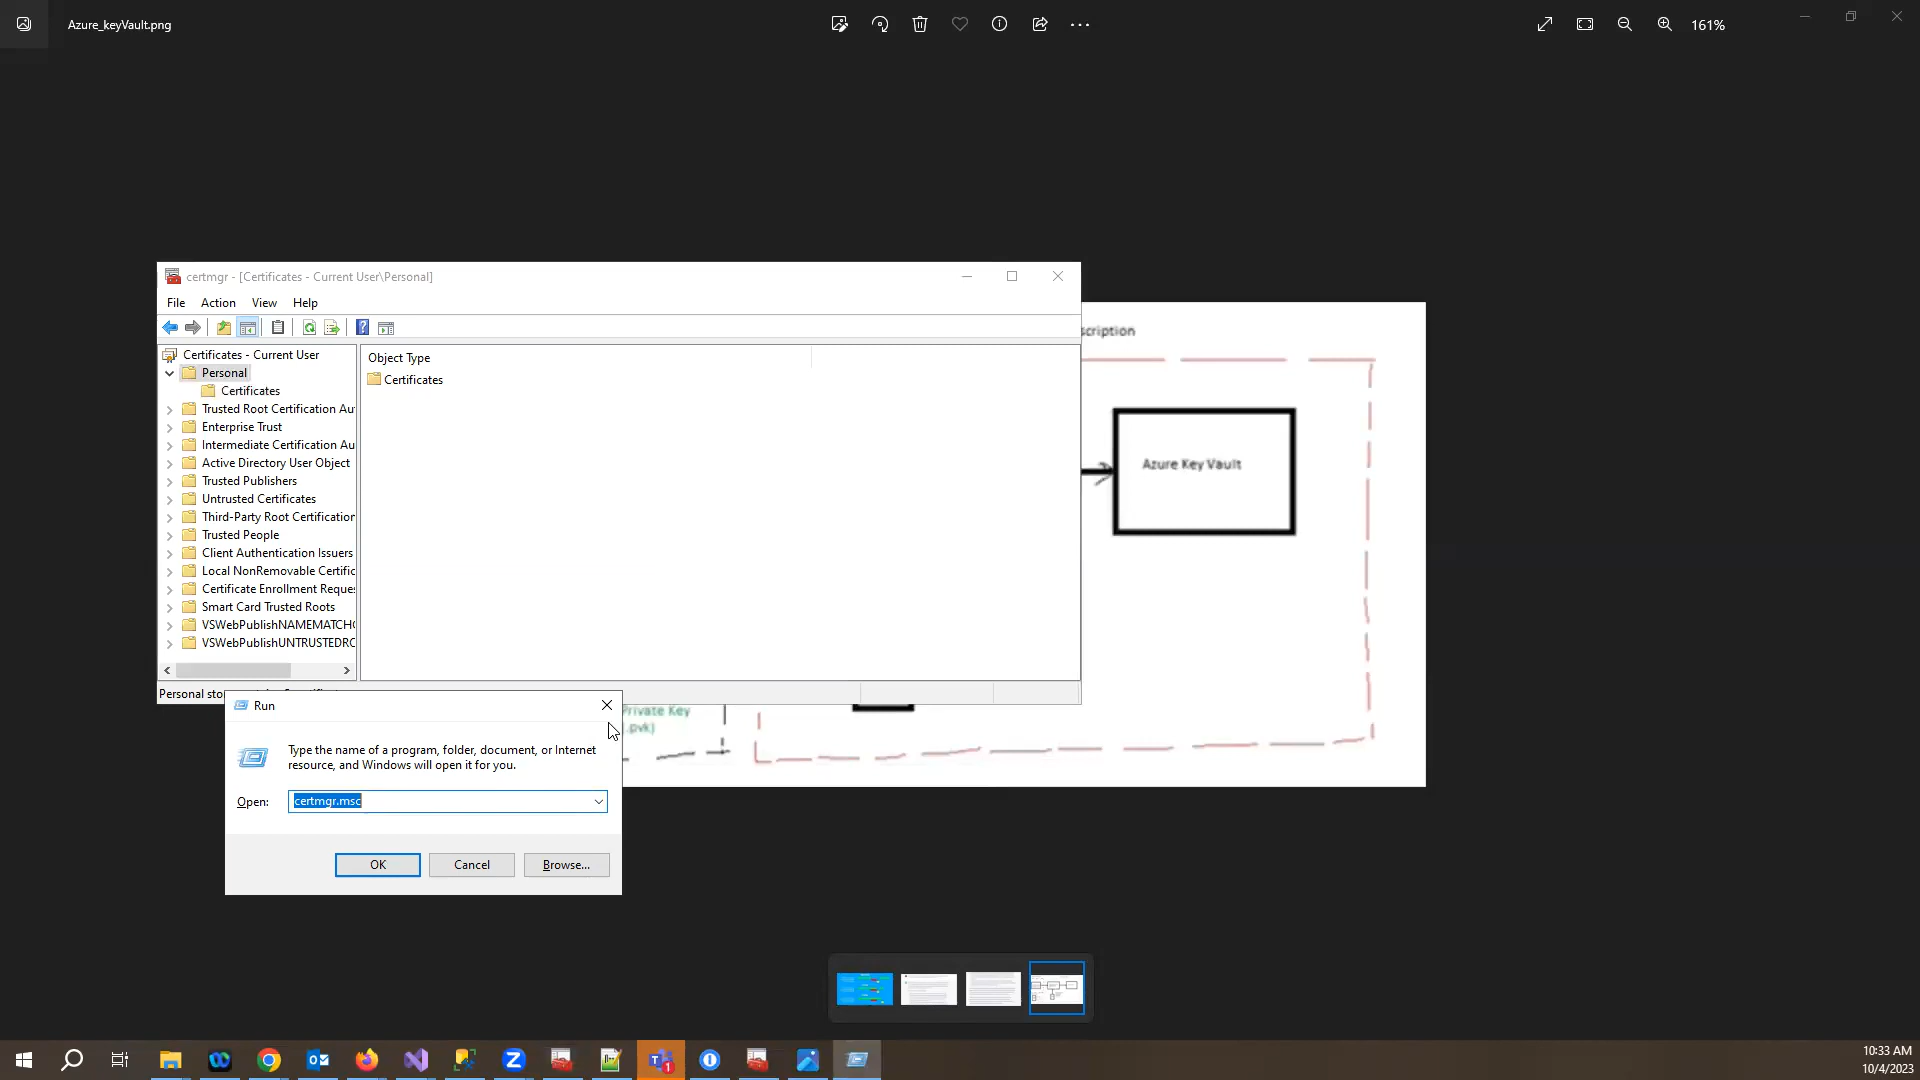 Azure_keyVault.png
161%
certmgr - [Certificates - Current User\Personal]
File Action View Help
Certificates - Current User
Personal
Certificates
Trusted Root Certification Au
Enterprise Trust
Intermediate Certification Au
Active Directory User Object
Trusted Publishers
Untrusted Certificates
Third-Party Root Certification
Trusted People
Client Authentication Issuers
Local NonRemovable Certific
Certificate Enrollment Reques
Smart Card Trusted Roots
VSWebPublishNAMEMATCHO
VSWebPublishUNTRUSTEDRO
Object Type
Certificates
scription
Azure Key Vault
Personal sto
Private Key
(.pvk)
Run
Type the name of a program, folder, document, or Internet
resource, and Windows will open it for you.
Open: certmgr.msc
OK Cancel Browse...
1
10:33 AM
10/4/2023